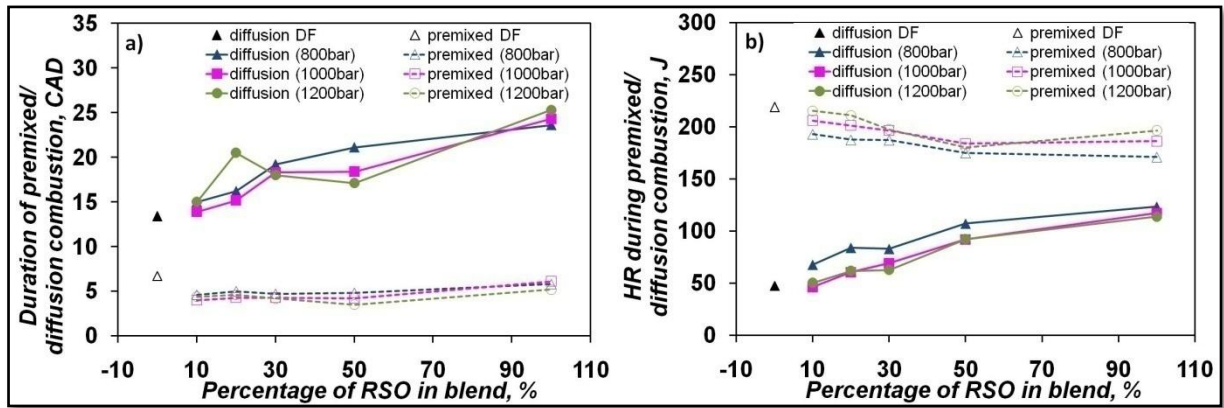 a)
diffusion DF
premixed DF
diffusion (800bar)
premixed (800bar)
diffusion (1000bar)
premixed (1000bar)
diffusion (1200bar)
premixed (1200bar)
Duration of premixed/
diffusion combustion, CAD
40
35
30
25
20
15
10
5
0
-10 10 30 50 70 90 110
Percentage of RSO in blend, %
b)
diffusion DF
premixed DF
diffusion (800bar)
premixed (800bar)
diffusion (1000bar)
premixed (1000bar)
diffusion (1200bar)
premixed (1200bar)
HR during premixed/
diffusion combustion, J
300
250
200
150
100
50
0
-10 10 30 50 70 90 110
Percentage of RSO in blend, %